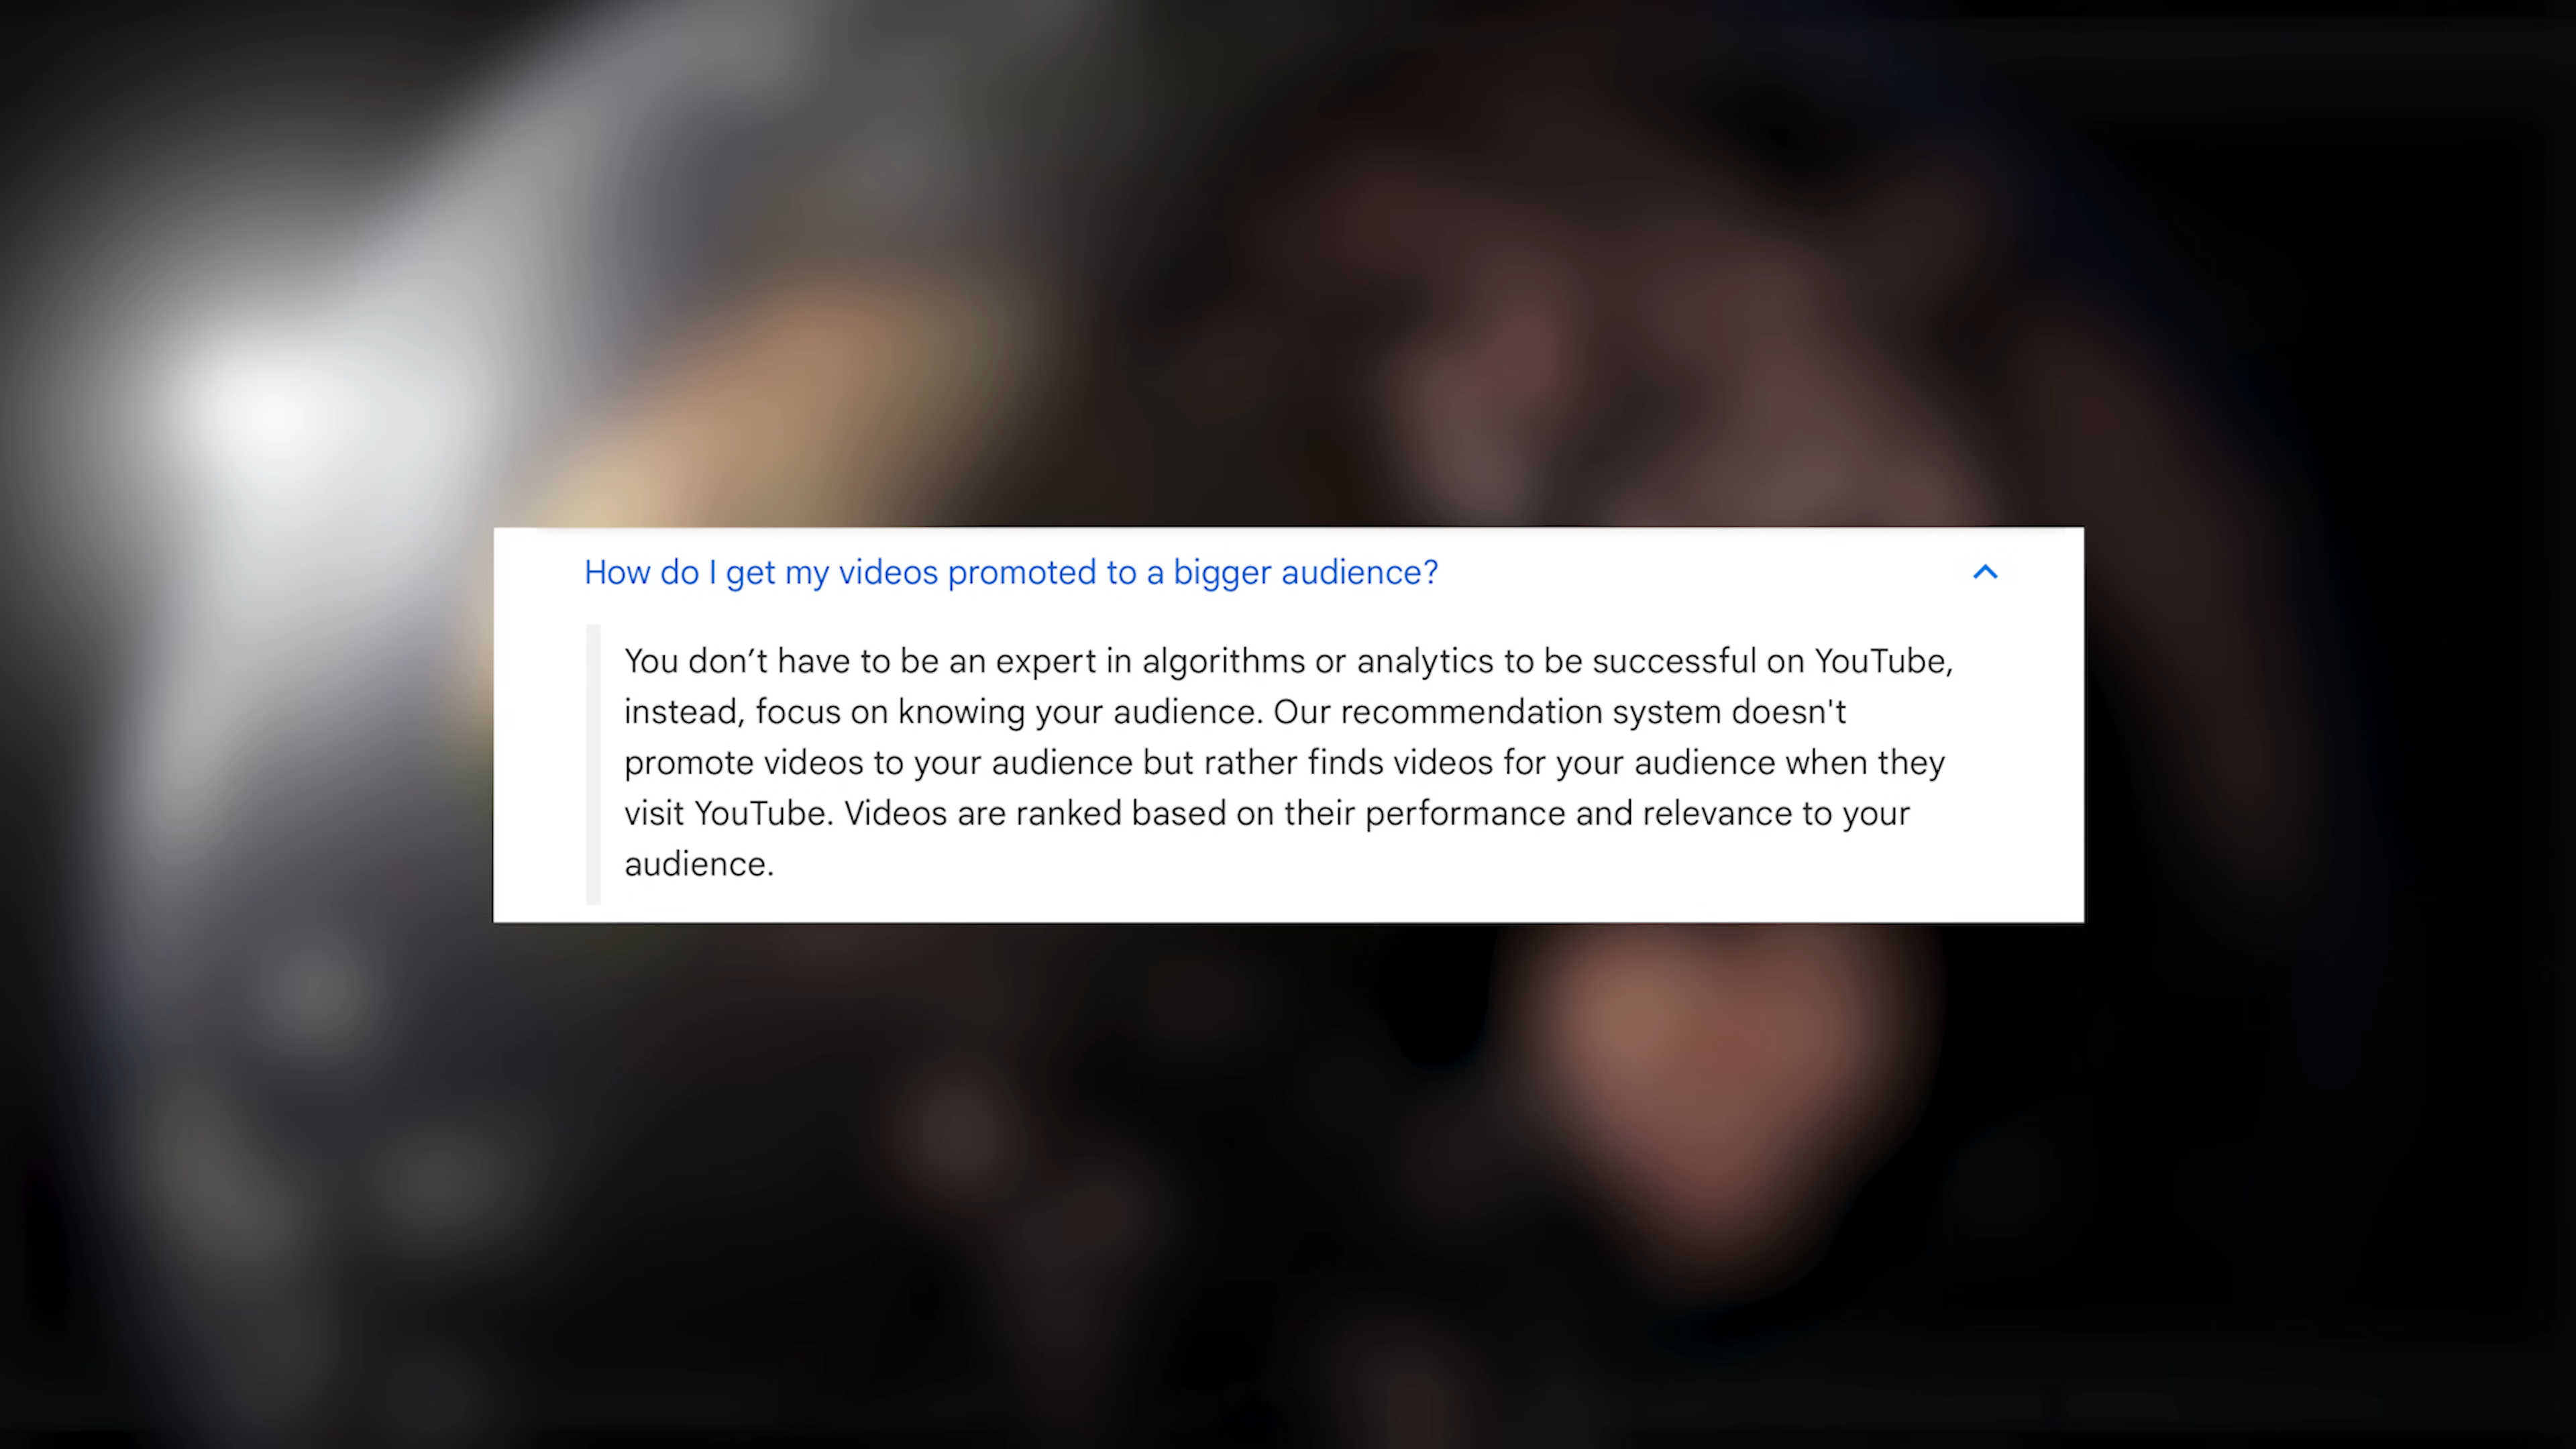 How do I get my videos promoted to a bigger audience?
You don’t have to be an expert in algorithms or analytics to be successful on YouTube,
instead, focus on knowing your audience. Our recommendation system doesn't
promote videos to your audience but rather finds videos for your audience when they
visit YouTube. Videos are ranked based on their performance and relevance to your
audience.